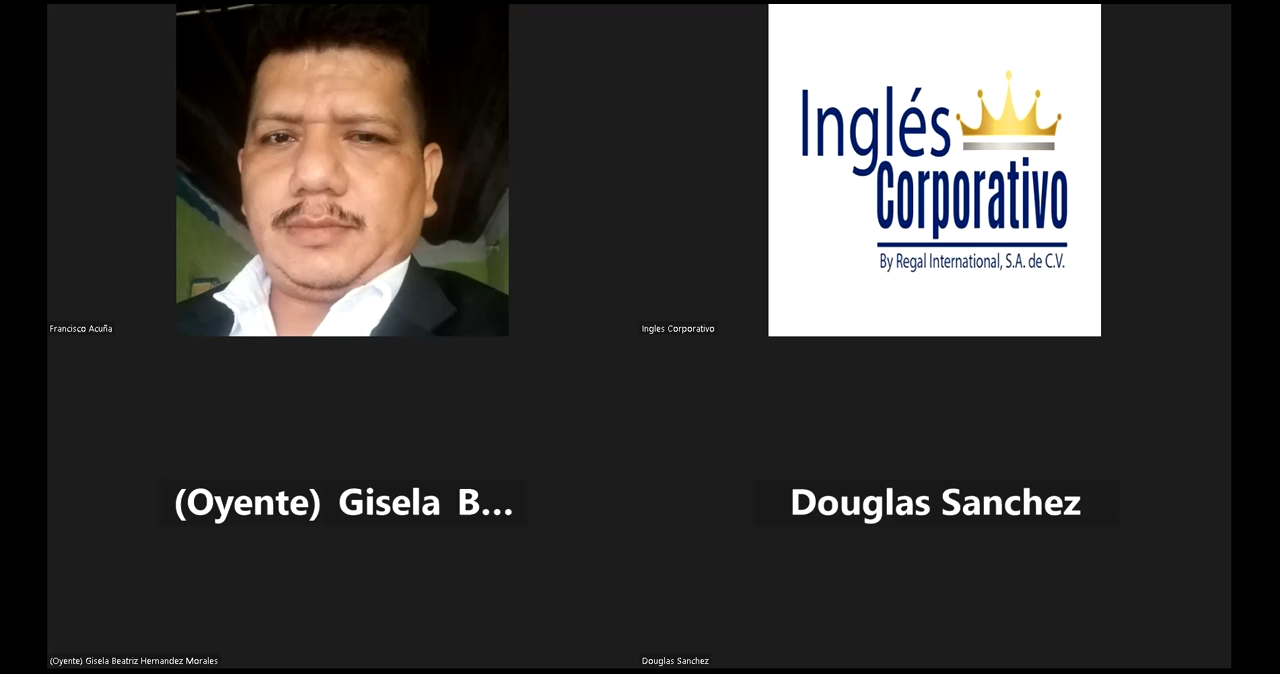 Inglés
Corporativo
By Regal International, S.A. de C.V.
Francisco Acuña
Ingles Corporativo
(Oyente) Gisela B...
Douglas Sanchez
(Oyente) Gisela Beatriz Hernandez Morales
Douglas Sanchez